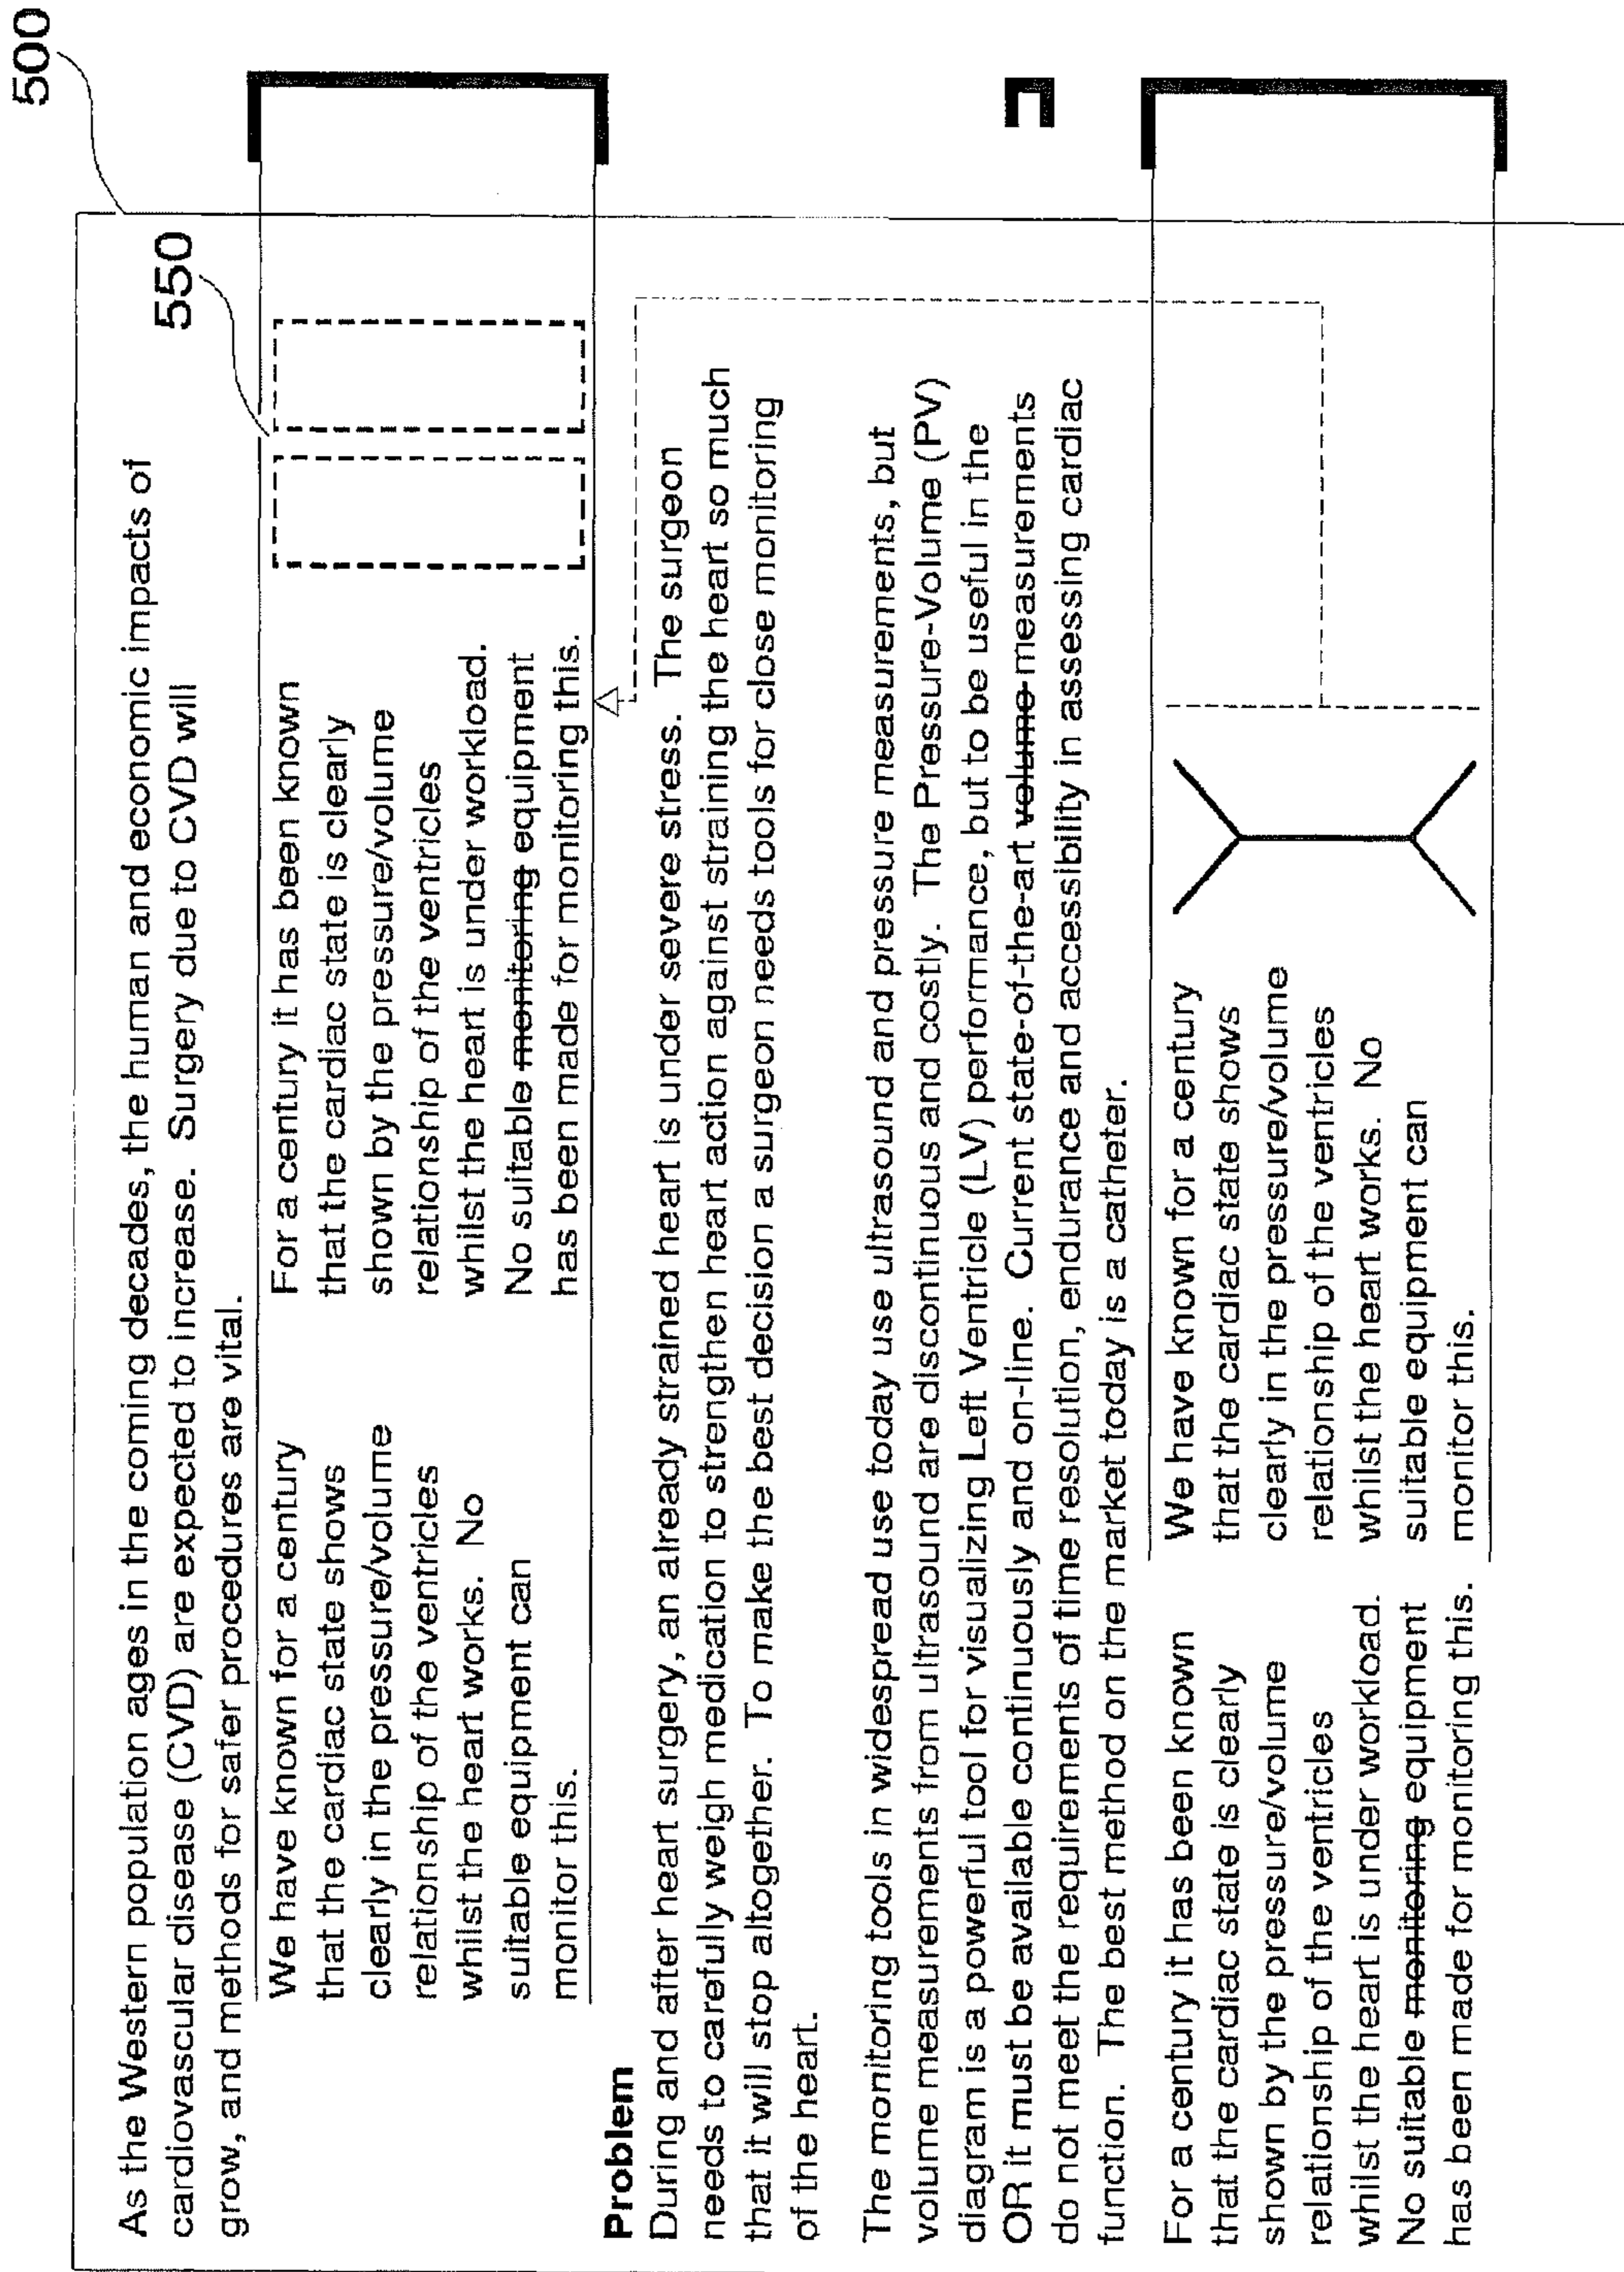 500
As the Western population ages in the coming decades, the human and economic impacts of
cardiovascular disease (CVD) are expected to increase. Surgery due to CVD will
grow, and methods for safer procedures are vital.
550
We have known for a century
that the cardiac state shows
clearly in the pressure/volume
relationship of the ventricles
whilst the heart works. No
suitable equipment can
monitor this.
For a century it has been known
that the cardiac state is clearly
shown by the pressure/volume
relationship of the ventricles
whilst the heart is under workload.
No suitable monitoring equipment
has been made for monitoring this.
Problem
During and after heart surgery, an already strained heart is under severe stress. The surgeon
needs to carefully weigh medication to strengthen heart action against straining the heart so much
that it will stop altogether. To make the best decision a surgeon needs tools for close monitoring
of the heart.
The monitoring tools in widespread use today use ultrasound and pressure measurements, but
volume measurements from ultrasound are discontinuous and costly. The Pressure-Volume (PV)
diagram is a powerful tool for visualizing Left Ventricle (LV) performance, but to be useful in the
OR it must be available continuously and on-line. Current state-of-the-art volume measurements
do not meet the requirements of time resolution, endurance and accessibility in assessing cardiac
function. The best method on the market today is a catheter.
For a century it has been known
that the cardiac state is clearly
shown by the pressure/volume
relationship of the ventricles
whilst the heart is under workload.
No suitable monitoring equipment
has been made for monitoring this.
We have known for a century
that the cardiac state shows
clearly in the pressure/volume
relationship of the ventricles
whilst the heart works. No
suitable equipment can
monitor this.